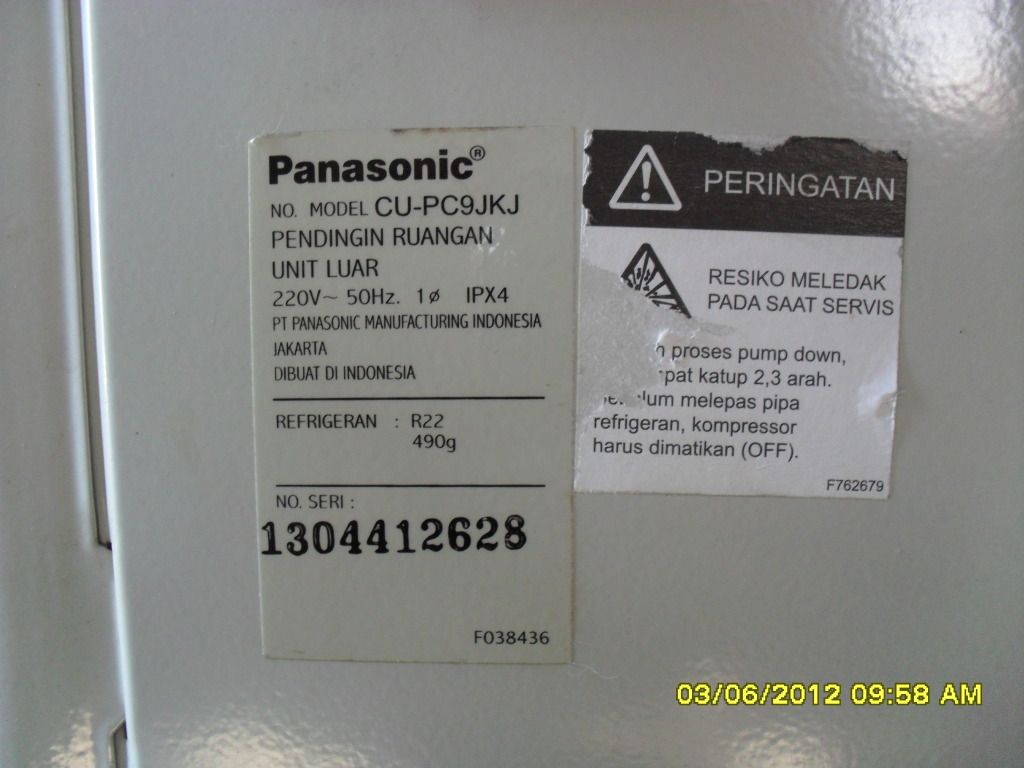 Panasonic®
NO. MODEL CU-PC9JKJ
PENDINGIN RUANGAN
UNIT LUAR
220V~ 50Hz. 1ø IPX4
PT PANASONIC MANUFACTURING INDONESIA
JAKARTA
DIBUAT DI INDONESIA
REFRIGERAN : R22
490g
NO. SERI :
1304412628
F038436
PERINGATAN
RESIKO MELEDAK
PADA SAAT SERVIS
proses pump down,
katup 2,3 arah.
melepas pipa
refrigeran, kompressor
harus dimatikan (OFF).
F762679
03/06/2012 09:58 AM